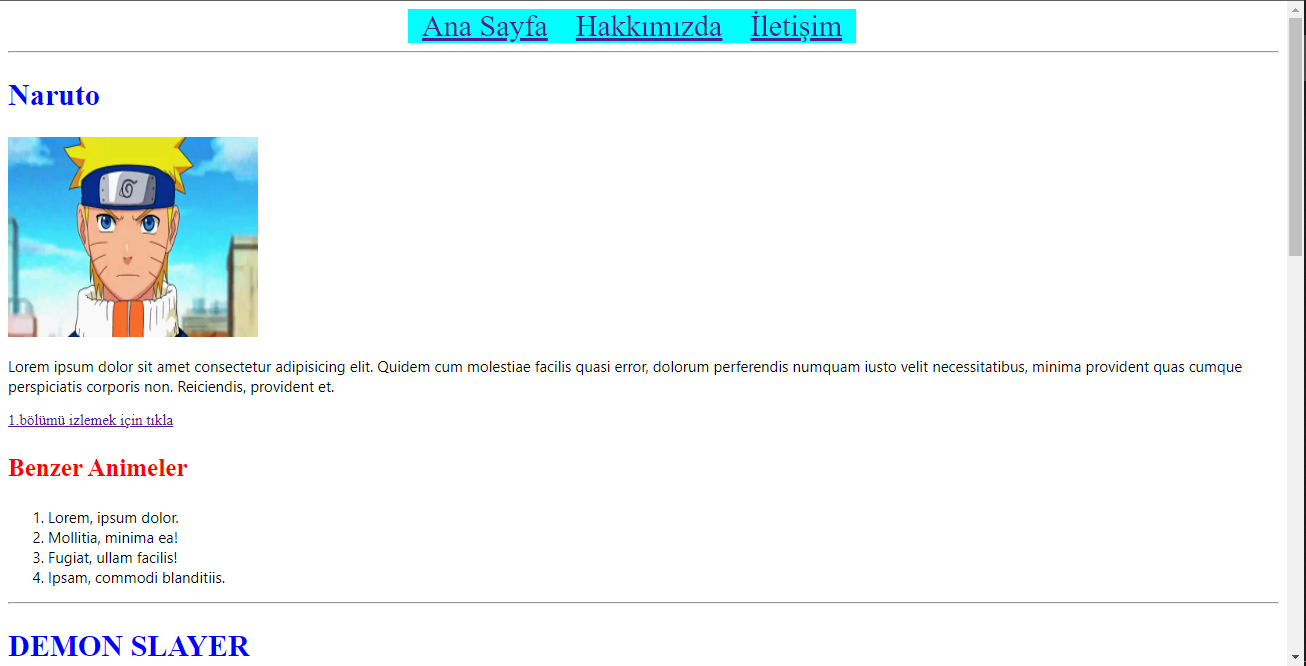 Ana Sayfa Hakkımızda İletişim
Naruto
Lorem ipsum dolor sit amet consectetur adipisicing elit. Quidem cum molestiae facilis quasi error, dolorum perferendis numquam iusto velit necessitatibus, minima provident quas cumque
perspiciatis corporis non. Reiciendis, provident et.
1.bölümü izlemek için tıkla
Benzer Animeler
1. Lorem, ipsum dolor.
2. Mollitia, minima ea!
3. Fugiat, ullam facilis!
4. Ipsam, commodi blanditiis.
DEMON SLAYER